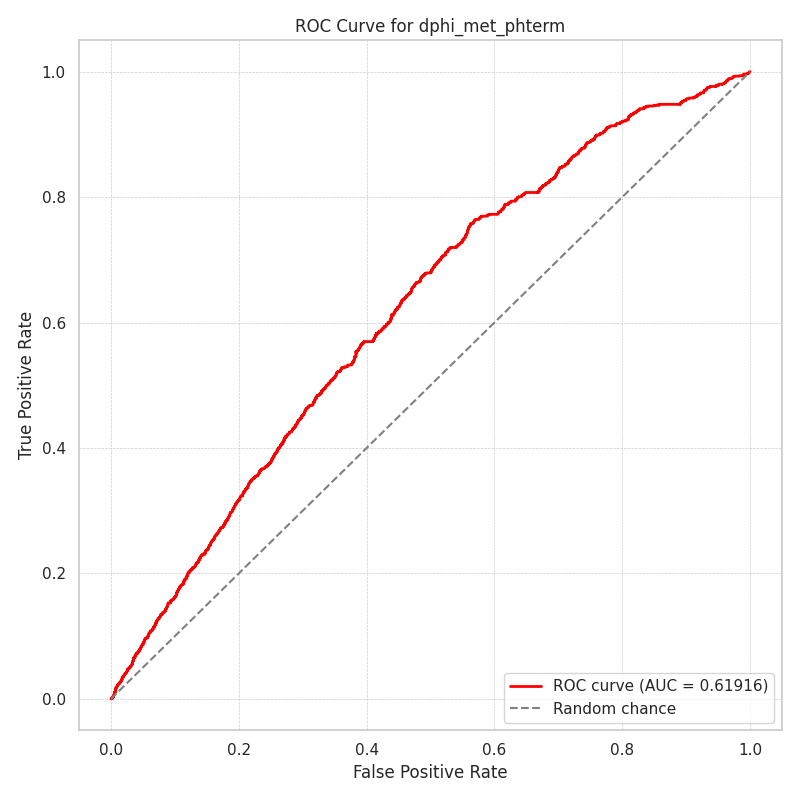 ROC Curve for dphi_met_phterm
1.0
0.8
0.6
0.4
0.2
0.0
True Positive Rate
0.0 0.2 0.4 0.6 0.8 1.0
False Positive Rate
ROC curve (AUC = 0.61916)
Random chance